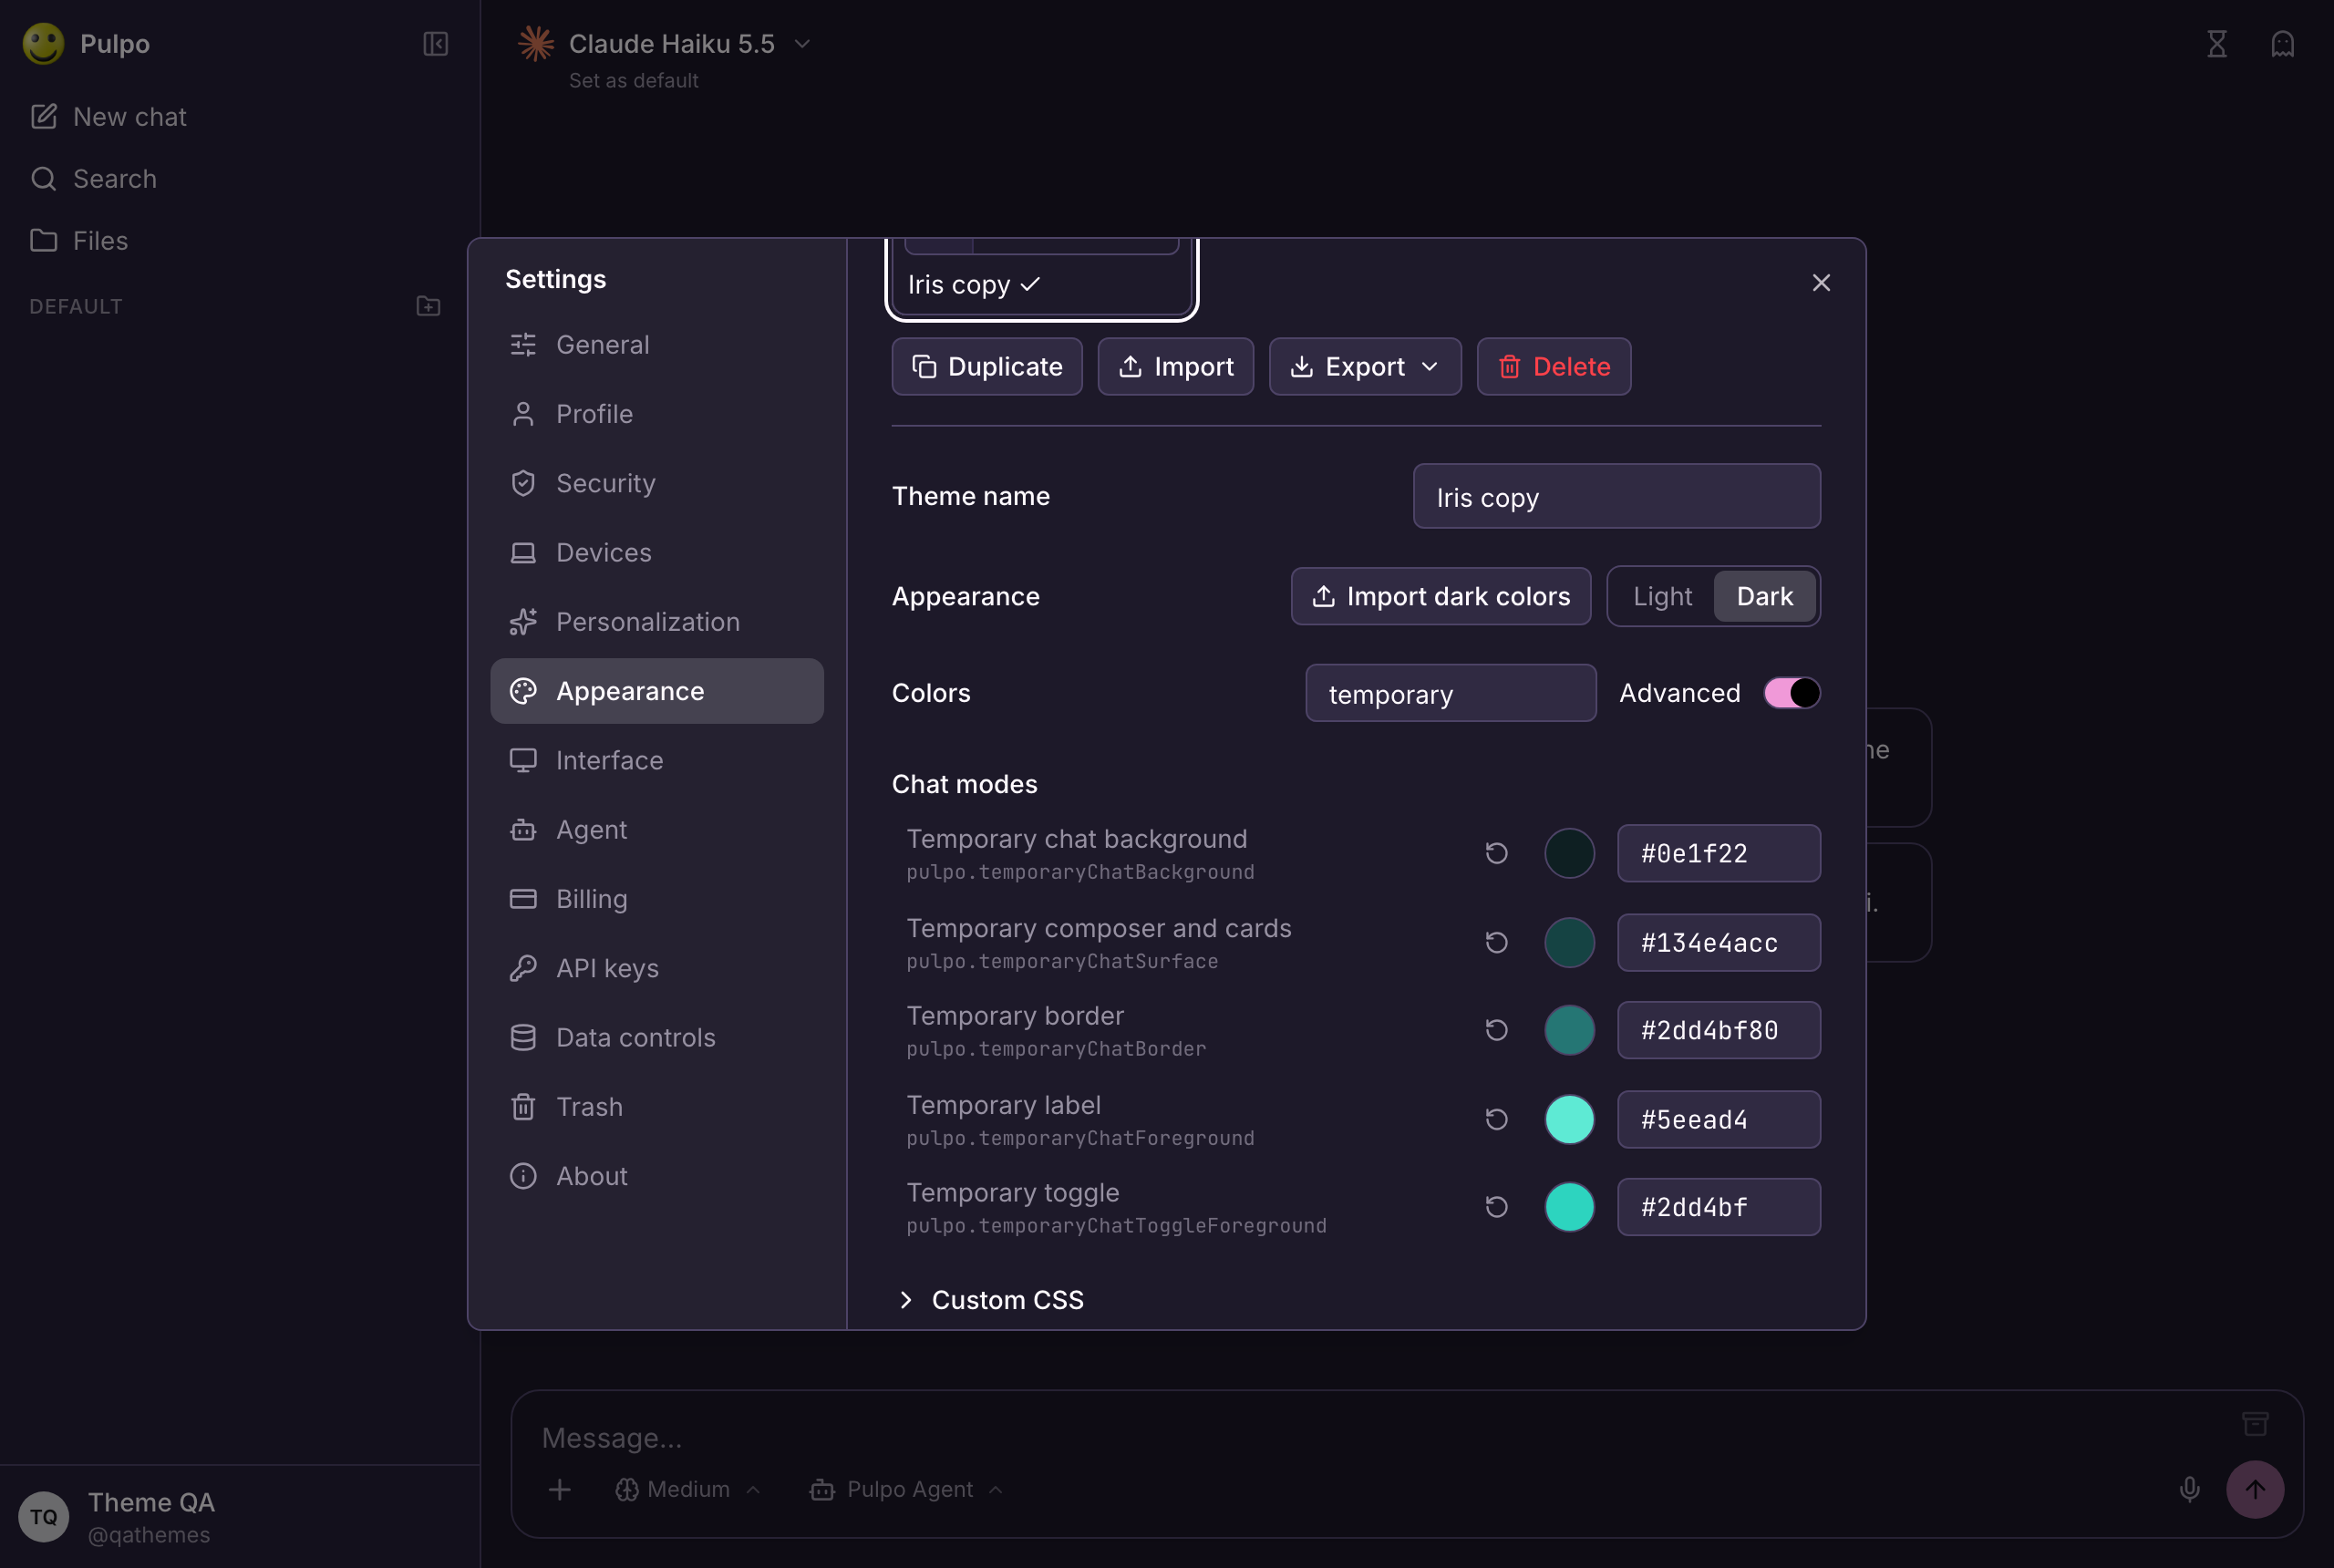 Pulpo
New chat
Search
Files
DEFAULT
Theme QA
TQ
@qathemes
Claude Haiku 5.5
Set as default
Settings
General
Profile
Security
Devices
Personalization
Appearance
Interface
Agent
Billing
API keys
Data controls
Trash
About
Iris copy
Duplicate
Import
Export
Delete
Theme name
Iris copy
Appearance
Import dark colors
Light
Dark
Colors
temporary
Advanced
Chat modes
Temporary chat background
pulpo.temporaryChatBackground
#0e1f22
Temporary composer and cards
pulpo.temporaryChatSurface
#134e4acc
Temporary border
pulpo.temporaryChatBorder
#2dd4bf80
Temporary label
pulpo.temporaryChatForeground
#5eead4
Temporary toggle
pulpo.temporaryChatToggleForeground
#2dd4bf
Custom CSS
Message...
Medium
Pulpo Agent